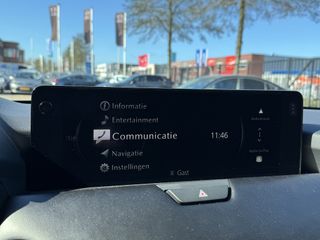 Informatie
Entertainment
Communicatie
11:46
Navigatie
Instellingen
Gast